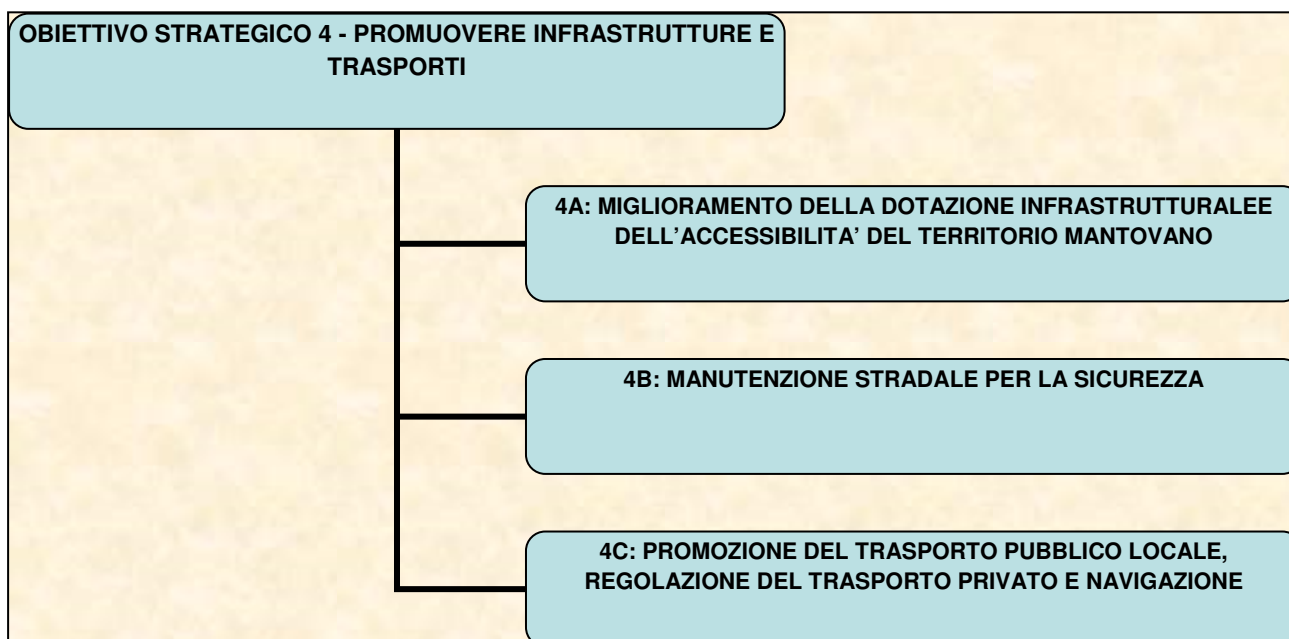 OBIETTIVO STRATEGICO 4 - PROMUOVERE INFRASTRUTTURE E
TRASPORTI
4A: MIGLIORAMENTO DELLA DOTAZIONE INFRASTRUTTURALEE
DELL’ACCESSIBILITA’ DEL TERRITORIO MANTOVANO
4B: MANUTENZIONE STRADALE PER LA SICUREZZA
4C: PROMOZIONE DEL TRASPORTO PUBBLICO LOCALE,
REGOLAZIONE DEL TRASPORTO PRIVATO E NAVIGAZIONE